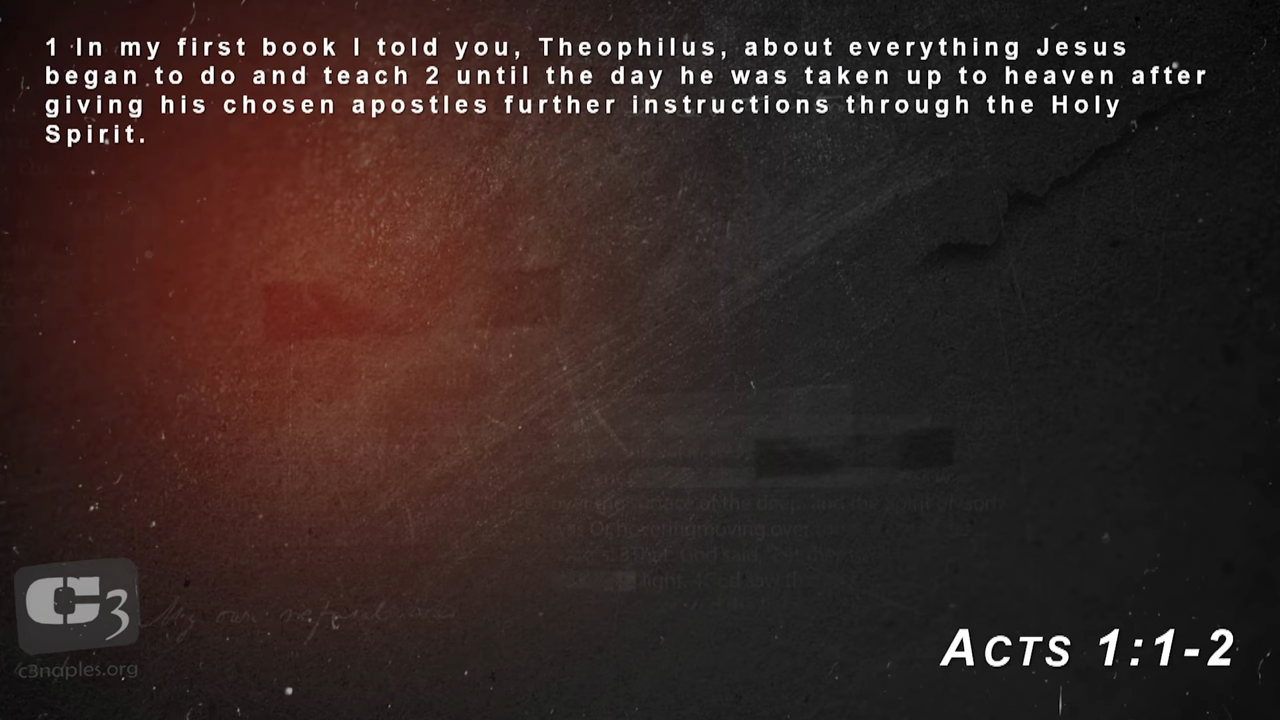 1 In my first book I told you, Theophilus, about everything Jesus
began to do and teach 2 until the day he was taken up to heaven after
giving his chosen apostles further instructions through the Holy
Spirit.
C3
c3naples.org
ACTS 1:1-2